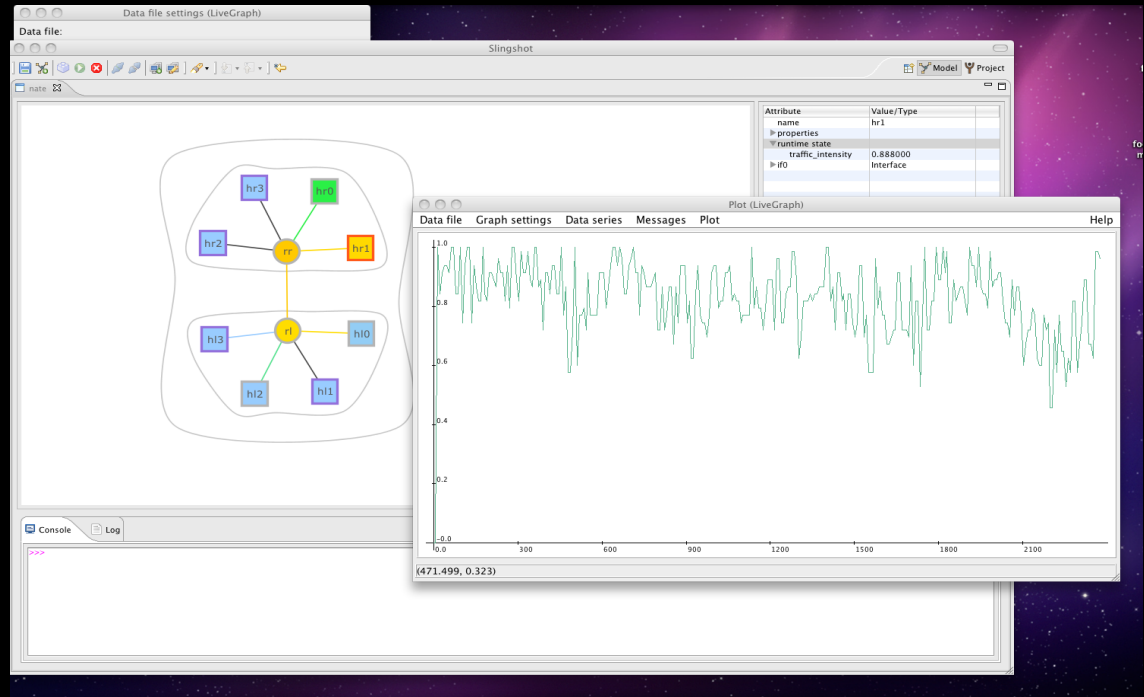 Data file settings (LiveGraph)
Data file:
Slingshot
Model Project
nate
Attribute Value/Type
name hr1
properties
runtime state
traffic_intensity 0.888000
if0 Interface
hr3
hr0
hr2
rr
hr1
hl3
rl
hl0
hl2
hl1
Plot (LiveGraph)
Data file Graph settings Data series Messages Plot Help
1.0
0.8
0.6
0.4
0.2
-0.0
0.0 300 600 900 1200 1500 1800 2100
(471.499, 0.323)
Console Log
>>>